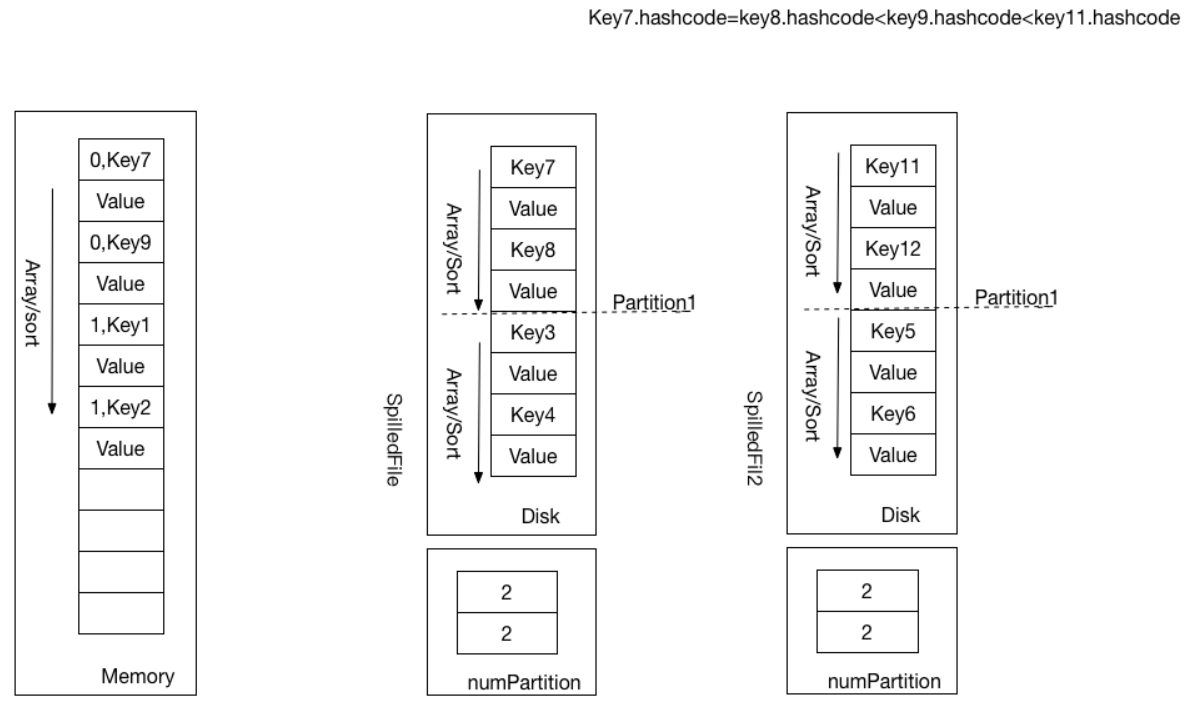 Key7.hashcode=key8.hashcode<key9.hashcode<key11.hashcode
Array/sort
0,Key7
Value
0,Key9
Value
1,Key1
Value
1,Key2
Value
Memory
SpilledFile
Array/Sort
Array/Sort
Key7
Value
Key8
Value
Partition1
Key3
Value
Key4
Value
Disk
2
2
numPartition
SpilledFil2
Array/Sort
Array/Sort
Key11
Value
Key12
Value
Partition1
Key5
Value
Key6
Value
Disk
2
2
numPartition